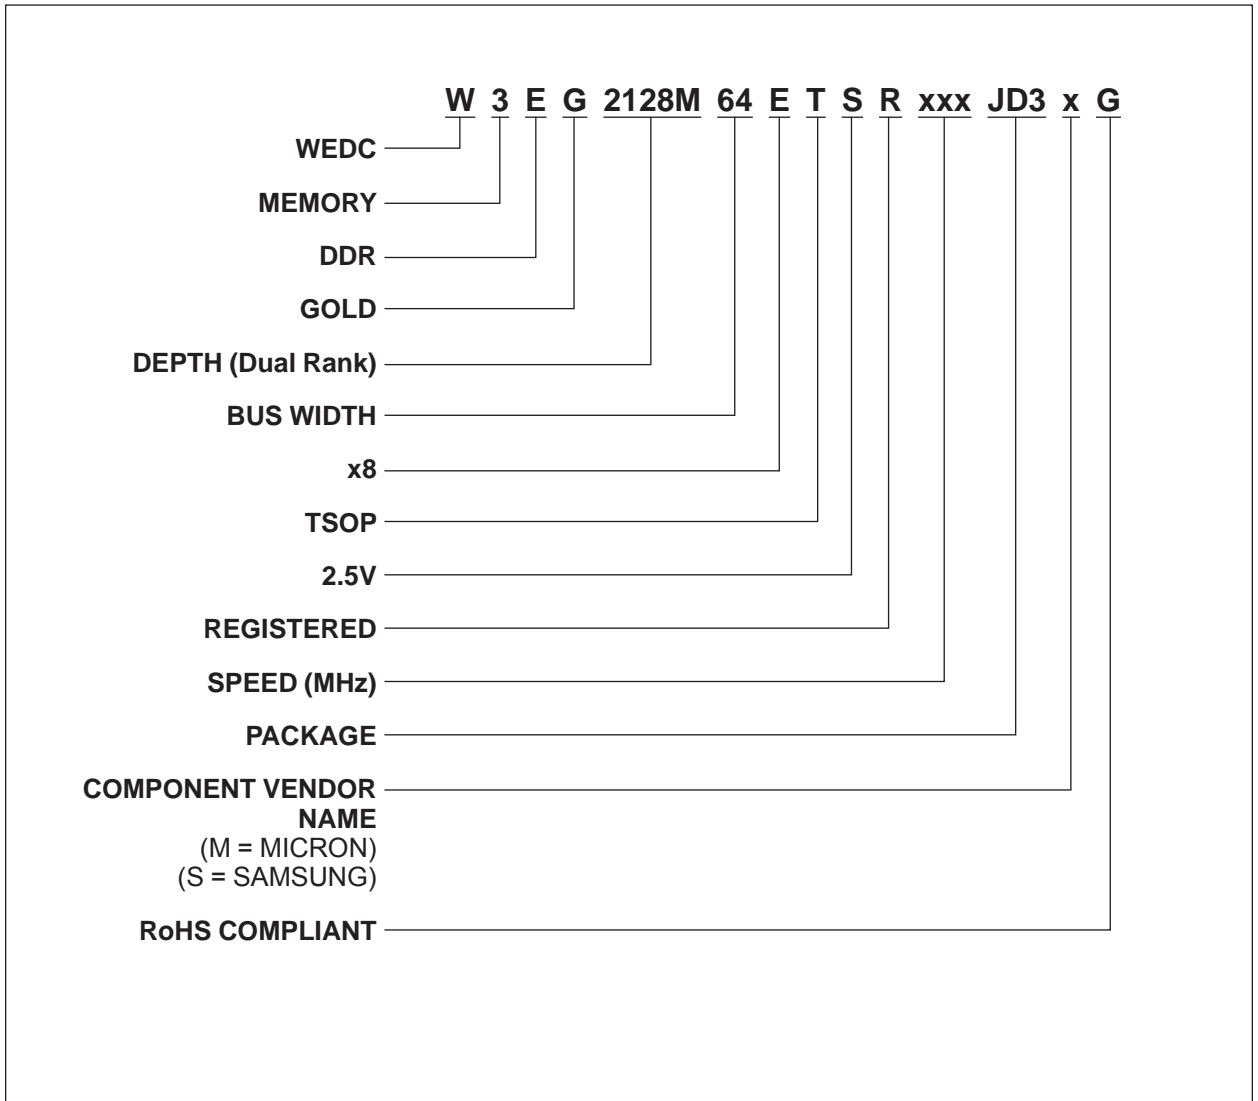 W 3 E G 2128M 64 E T S R xxx JD3 x G
WEDC
MEMORY
DDR
GOLD
DEPTH (Dual Rank)
BUS WIDTH
x8
TSOP
2.5V
REGISTERED
SPEED (MHz)
PACKAGE
COMPONENT VENDOR
NAME
(M = MICRON)
(S = SAMSUNG)
RoHS COMPLIANT